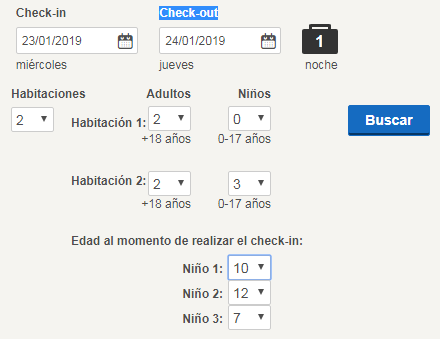 Check-in Check-out
23/01/2019 24/01/2019 1
miércoles jueves noche
Habitaciones Adultos Niños
2 Habitación 1: 2 0 Buscar
+18 años 0-17 años
Habitación 2: 2 3
+18 años 0-17 años
Edad al momento de realizar el check-in:
Niño 1: 10
Niño 2: 12
Niño 3: 7